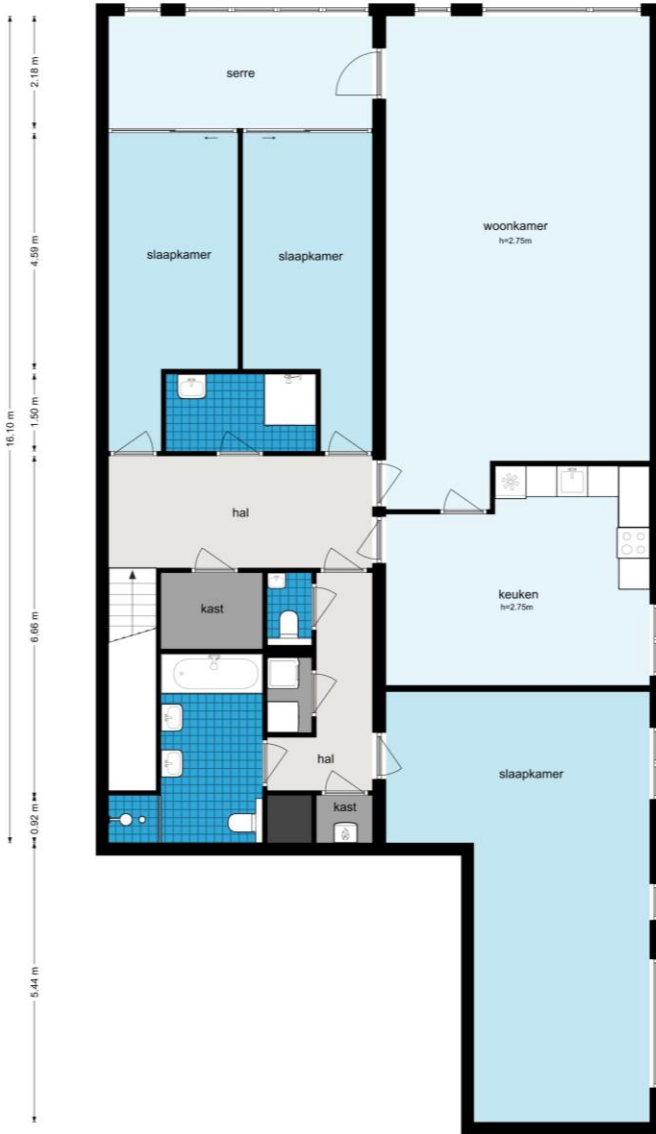 serre
2.18 m
woonkamer
h=2.75m
slaapkamer
slaapkamer
4.59 m
1.50 m
16.10 m
hal
keuken
h=2.75m
kast
6.66 m
hal
slaapkamer
kast
0.92 m
5.44 m